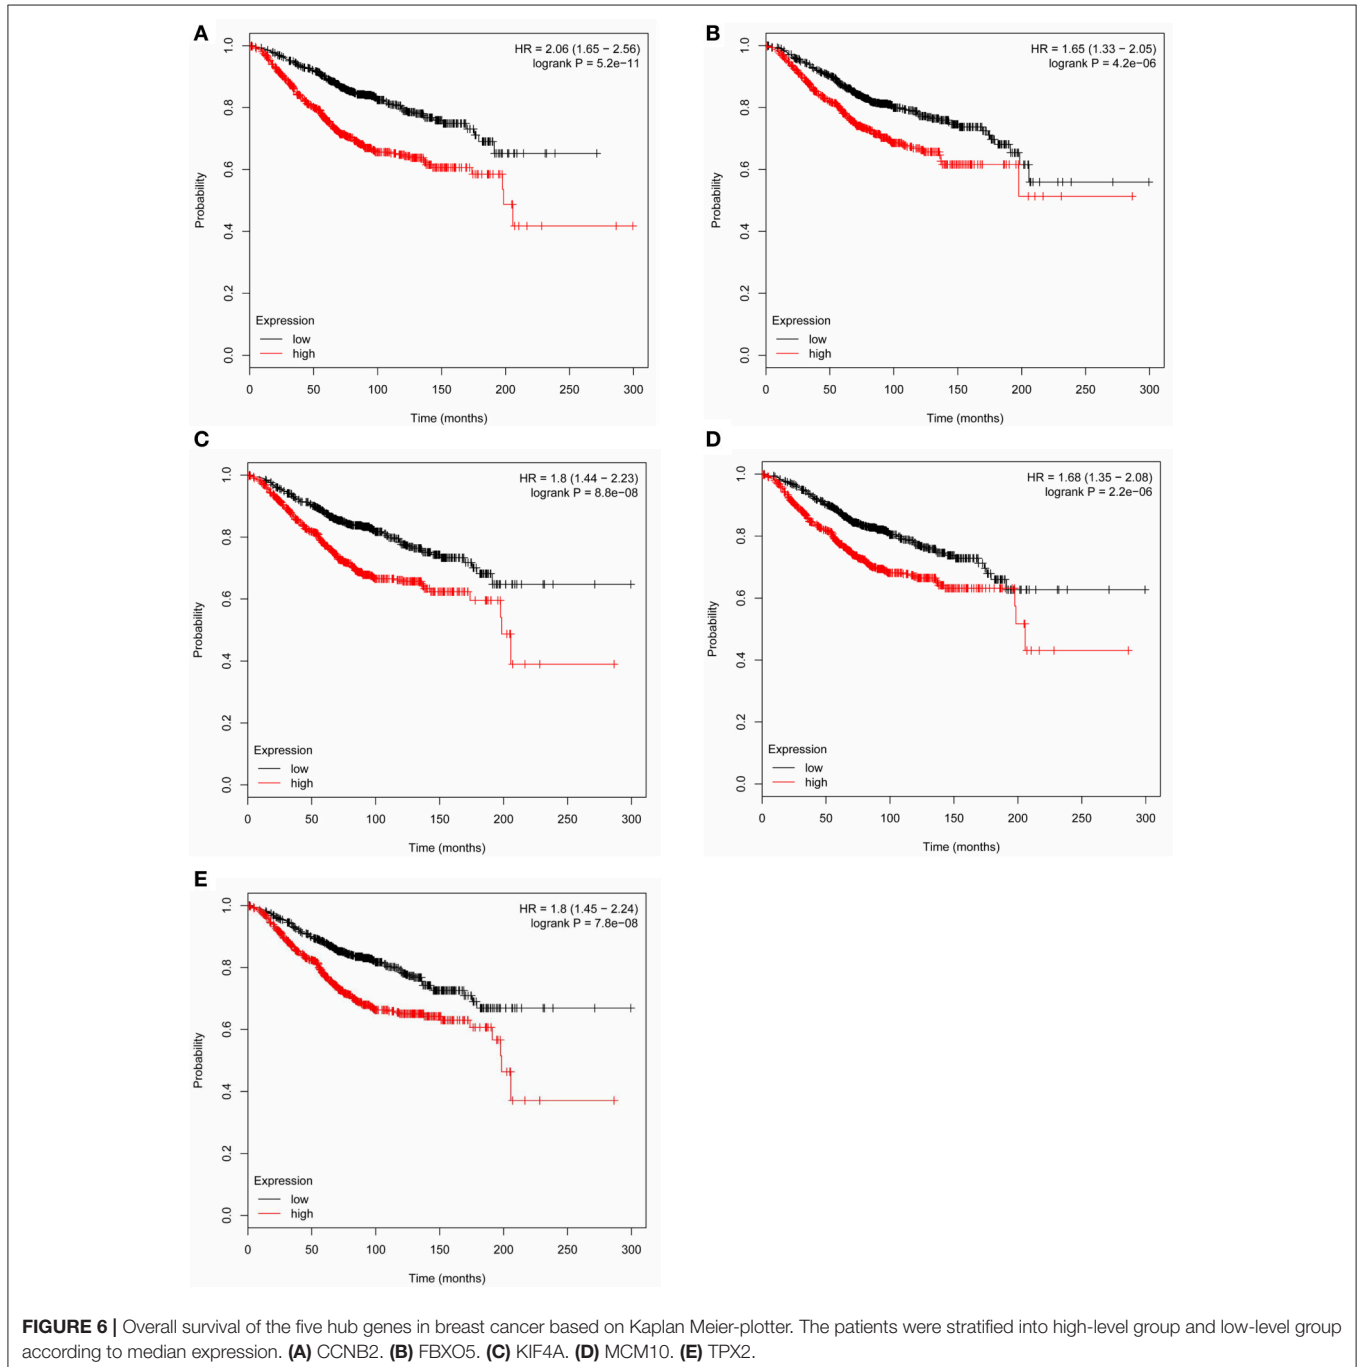 A
HR = 2.06 (1.65 − 2.56)
logrank P = 5.2e−11
1.0
0.8
0.6
0.4
0.2
0.0
Probability
Expression
low
high
0 50 100 150 200 250 300
Time (months)
B
HR = 1.65 (1.33 − 2.05)
logrank P = 4.2e−06
1.0
0.8
0.6
0.4
0.2
0.0
Probability
Expression
low
high
0 50 100 150 200 250 300
Time (months)
C
HR = 1.8 (1.44 − 2.23)
logrank P = 8.8e−08
1.0
0.8
0.6
0.4
0.2
0.0
Probability
Expression
low
high
0 50 100 150 200 250 300
Time (months)
D
HR = 1.68 (1.35 − 2.08)
logrank P = 2.2e−06
1.0
0.8
0.6
0.4
0.2
0.0
Probability
Expression
low
high
0 50 100 150 200 250 300
Time (months)
E
HR = 1.8 (1.45 − 2.24)
logrank P = 7.8e−08
1.0
0.8
0.6
0.4
0.2
0.0
Probability
Expression
low
high
0 50 100 150 200 250 300
Time (months)
FIGURE 6 | Overall survival of the five hub genes in breast cancer based on Kaplan Meier-plotter. The patients were stratified into high-level group and low-level group
according to median expression. (A) CCNB2. (B) FBXO5. (C) KIF4A. (D) MCM10. (E) TPX2.